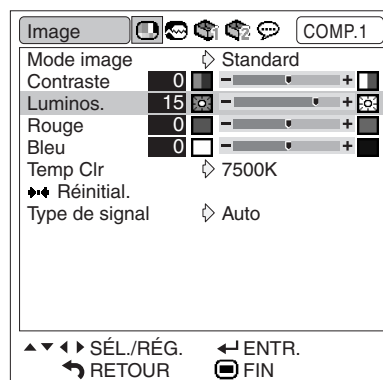 Image COMP.1
Mode image Standard
Contraste 0
Luminos. 15
Rouge 0
Bleu 0
Temp Clr 7500K
Réinitial.
Type de signal Auto
SÉL./RÉG. ENTR.
RETOUR FIN